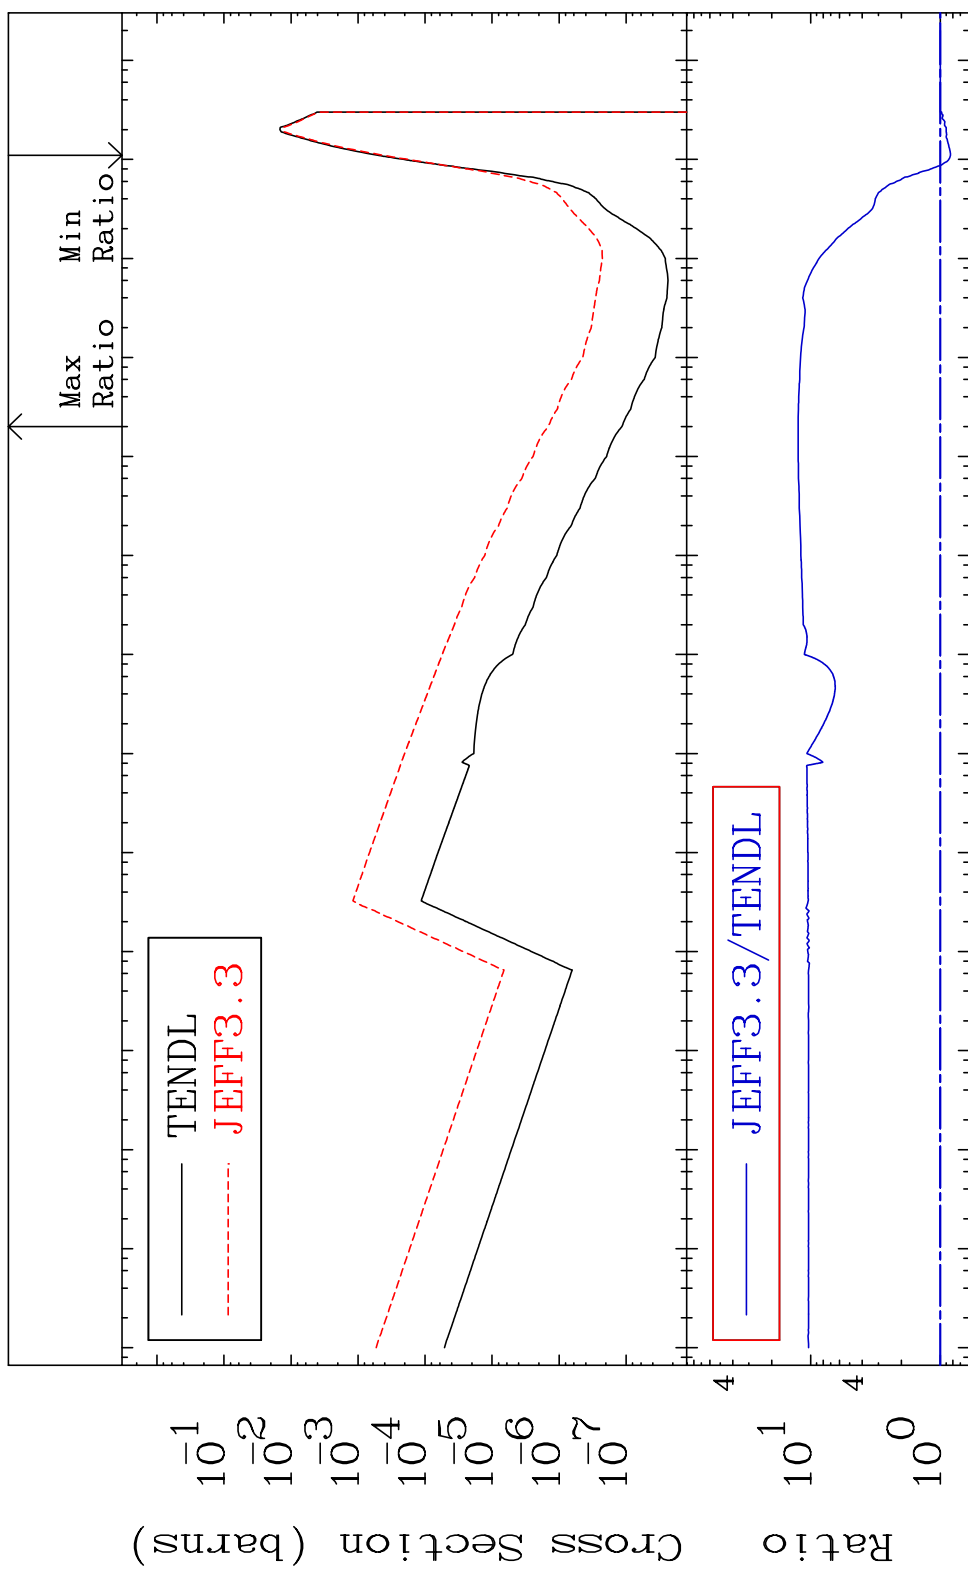 Max
Ratio
Min
Ratio
TENDL
JEFF3.3
Cross Section (barns)
10-1
10-2
10-3
10-4
10-5
10-6
10-7
JEFF3.3/TENDL
Ratio
4
10 1
4
10 0